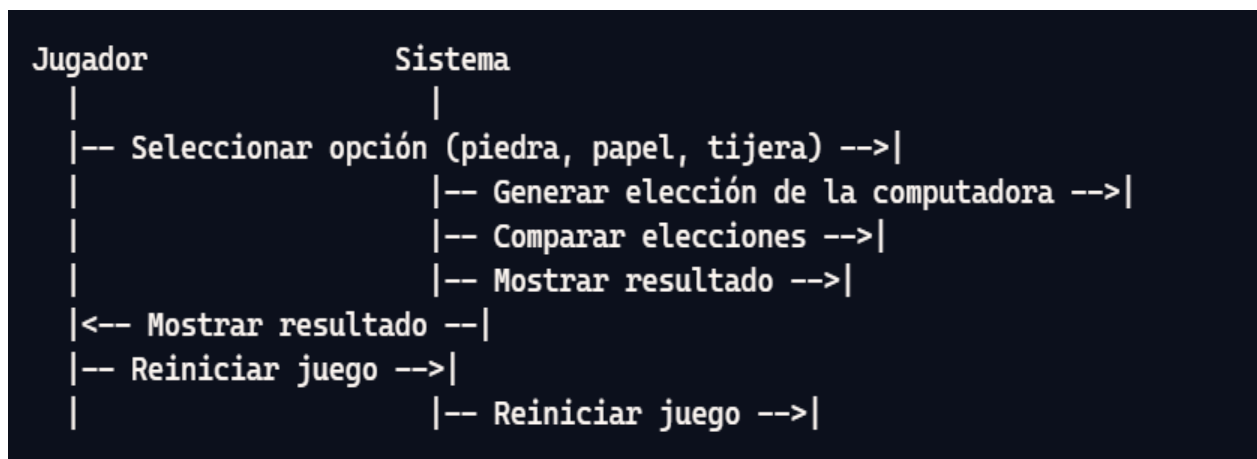 Jugador                Sistema
  |                       |
  |-- Seleccionar opción (piedra, papel, tijera) -->|
  |                       |-- Generar elección de la computadora -->|
  |                       |-- Comparar elecciones -->|
  |                       |-- Mostrar resultado -->|
  |<-- Mostrar resultado --|
  |-- Reiniciar juego -->|
  |                       |-- Reiniciar juego -->|